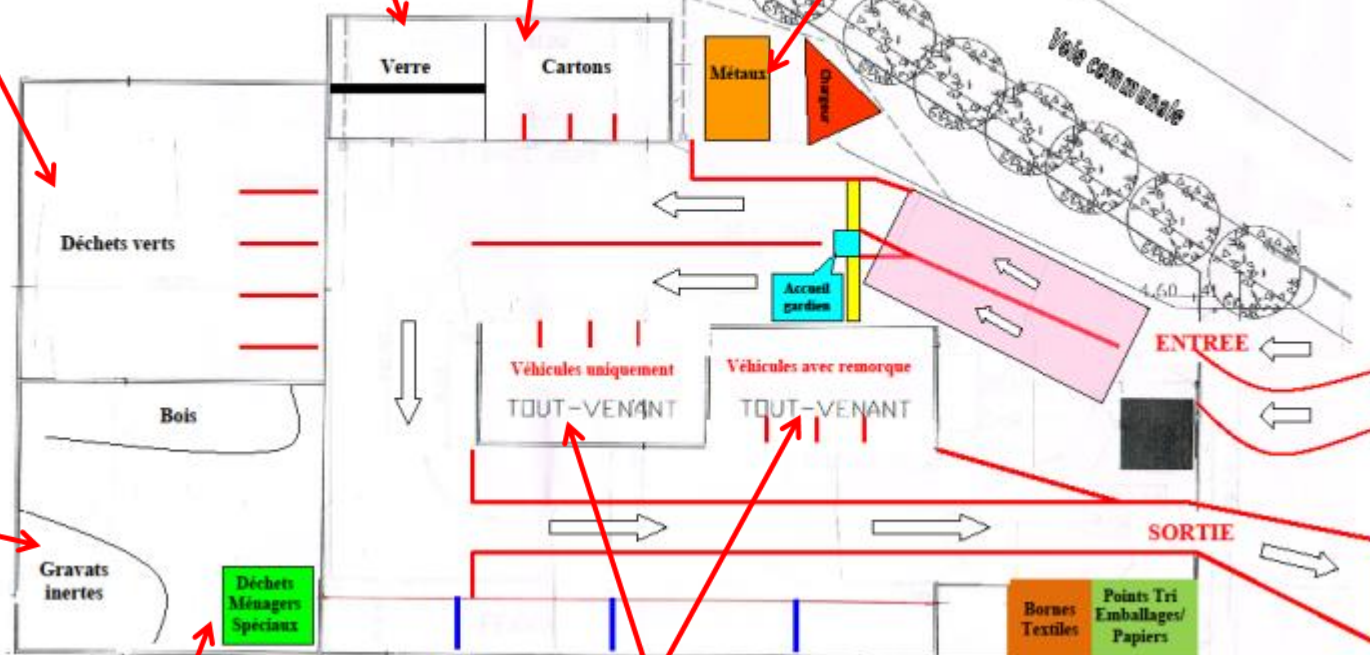 Verre
Cartons
Métaux
Chargeur
Voie communale
Déchets verts
Accueil
gardien
4.60
ENTREE
Véhicules uniquement
TOUT-VENANT
Véhicules avec remorque
TOUT-VENANT
Bois
SORTIE
Gravats
inertes
Déchets
Ménagers
Spéciaux
Bornes
Textiles
Points Tri
Emballages/
Papiers